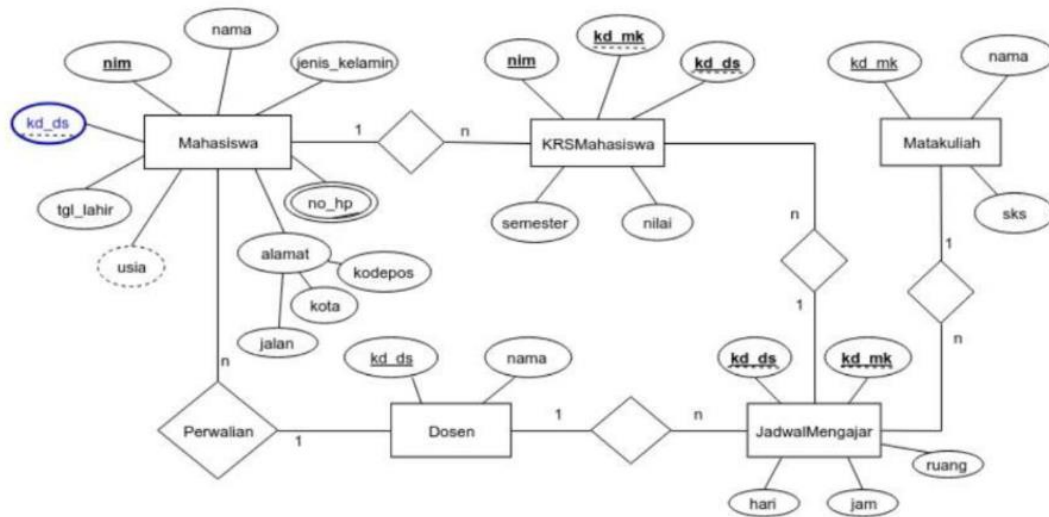 nama
nim
jenis_kelamin
kd_ds
Mahasiswa
tgl_lahir
usia
alamat
no_hp
kodepos
kota
jalan
1
n
nim
kd_mk
kd_ds
KRSMahasiswa
semester
nilai
kd_mk
nama
Matakuliah
sks
n
1
1
n
n
Perwalian
1
kd_ds
nama
Dosen
1
n
kd_ds
kd_mk
JadwalMengajar
hari
jam
ruang